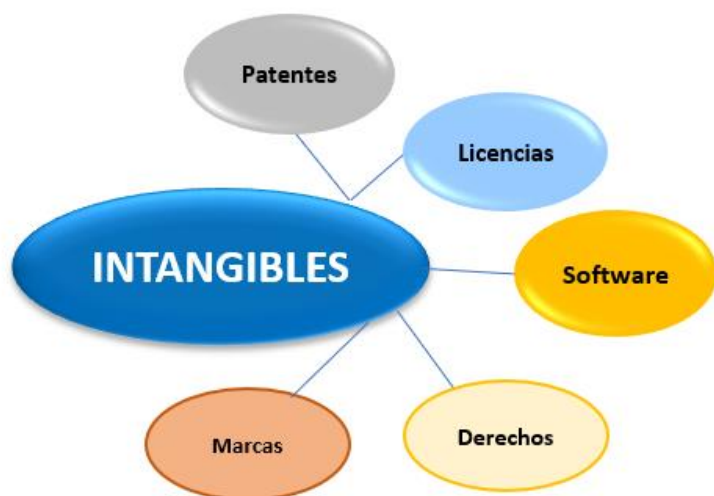 Patentes
Licencias
INTANGIBLES
Software
Marcas
Derechos